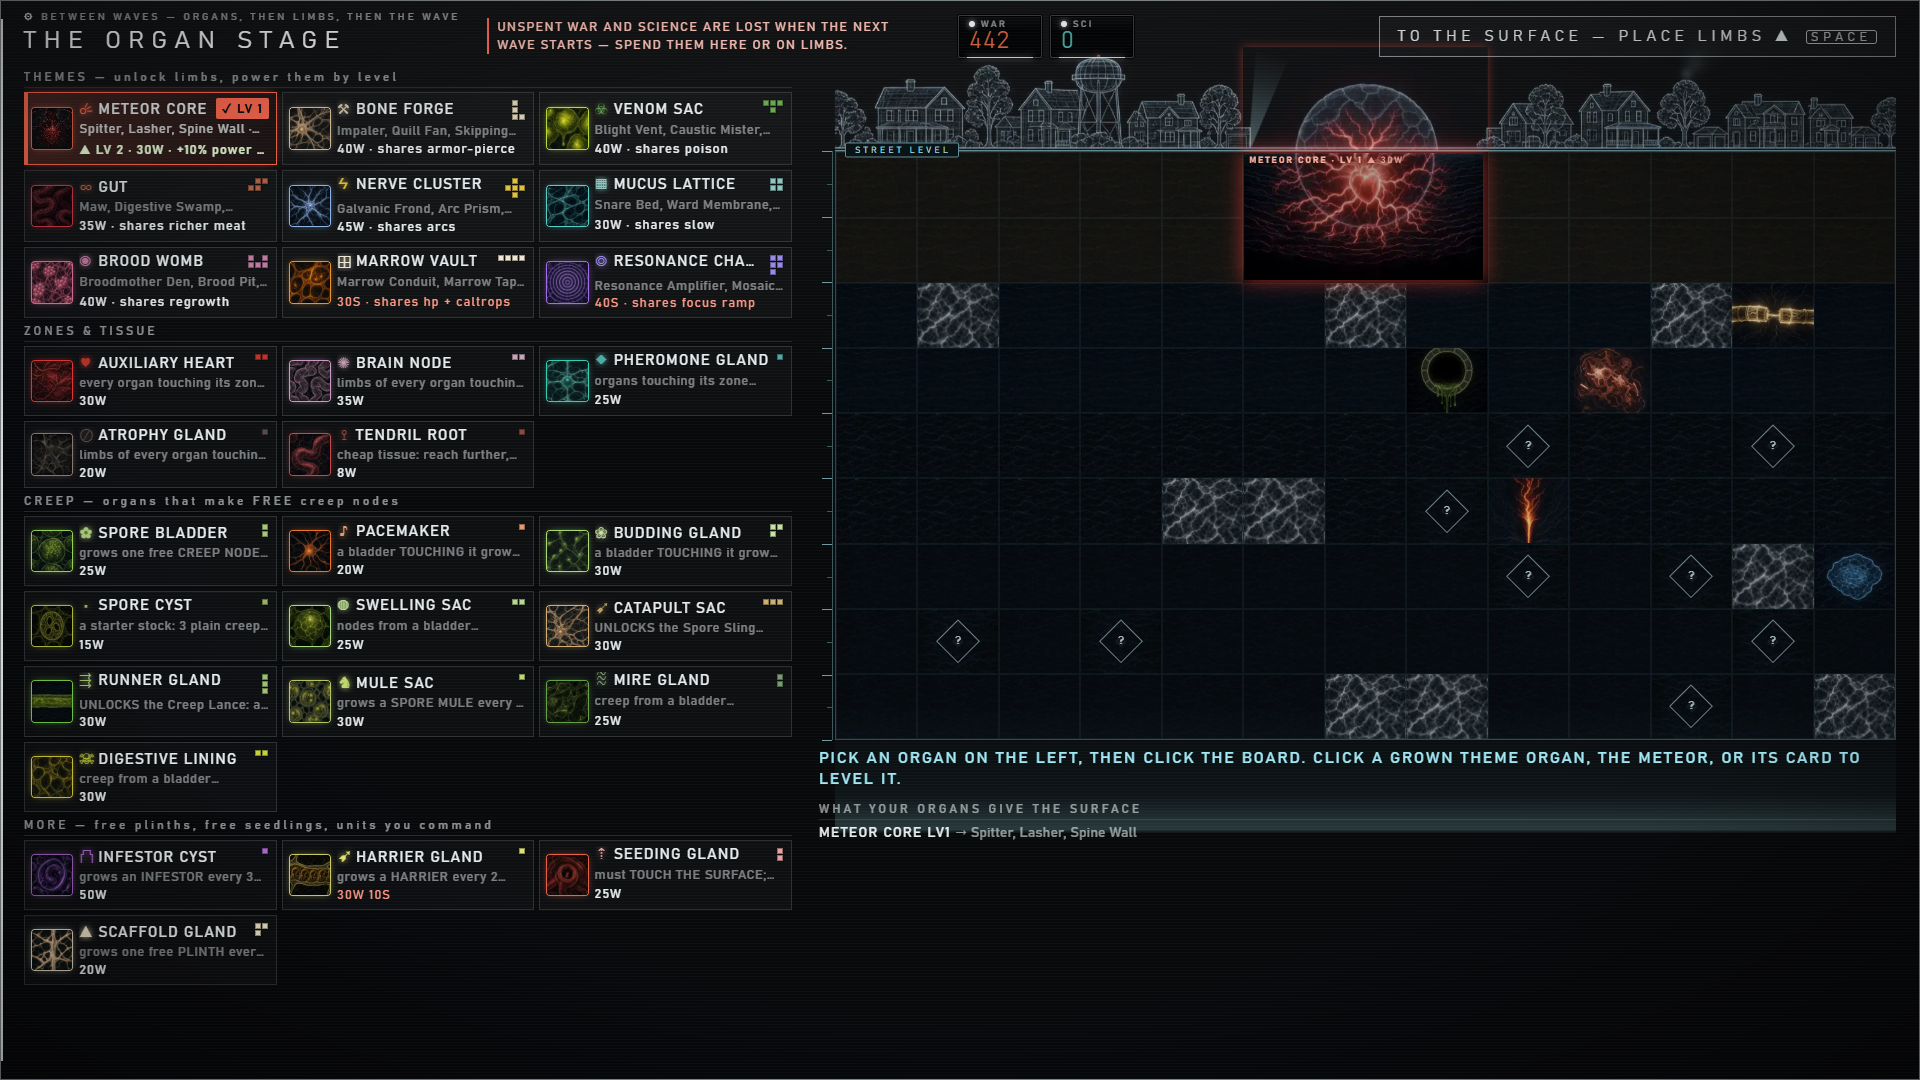 BETWEEN WAVES — ORGANS, THEN LIMBS, THEN THE WAVE
THE ORGAN STAGE
UNSPENT WAR AND SCIENCE ARE LOST WHEN THE NEXT
WAVE STARTS — SPEND THEM HERE OR ON LIMBS.
WAR
442
SCI
0
TO THE SURFACE — PLACE LIMBS ▲ SPACE
THEMES — unlock limbs, power them by level
METEOR CORE ✓ LV 1
Spitter, Lasher, Spine Wall -…
▲ LV 2 · 30W · +10% power …
BONE FORGE
Impaler, Quill Fan, Skipping…
40W · shares armor-pierce
VENOM SAC
Blight Vent, Caustic Mister,…
40W · shares poison
GUT
Maw, Digestive Swamp,…
35W · shares richer meat
NERVE CLUSTER
Galvanic Frond, Arc Prism,…
45W · shares arcs
MUCUS LATTICE
Snare Bed, Ward Membrane,…
30W · shares slow
BROOD WOMB
Broodmother Den, Brood Pit,…
40W · shares regrowth
MARROW VAULT
Marrow Conduit, Marrow Tap…
30S · shares hp + caltrops
RESONANCE CHA…
Resonance Amplifier, Mosaic…
40S · shares focus ramp
ZONES & TISSUE
AUXILIARY HEART
every organ touching its zon…
30W
BRAIN NODE
limbs of every organ touchin…
35W
PHEROMONE GLAND
organs touching its zone…
25W
ATROPHY GLAND
limbs of every organ touchin…
20W
TENDRIL ROOT
cheap tissue: reach further,…
8W
CREEP — organs that make FREE creep nodes
SPORE BLADDER
grows one free CREEP NODE…
25W
PACEMAKER
a bladder TOUCHING it grow…
20W
BUDDING GLAND
a bladder TOUCHING it grow…
30W
SPORE CYST
a starter stock: 3 plain creep…
15W
SWELLING SAC
nodes from a bladder…
25W
CATAPULT SAC
UNLOCKS the Spore Sling…
30W
RUNNER GLAND
UNLOCKS the Creep Lance: a…
30W
MULE SAC
grows a SPORE MULE every …
30W
MIRE GLAND
creep from a bladder…
25W
DIGESTIVE LINING
creep from a bladder…
30W
MORE — free plinths, free seedlings, units you command
INFESTOR CYST
grows an INFESTOR every 3…
50W
HARRIER GLAND
grows a HARRIER every 2…
30W 10S
SEEDING GLAND
must TOUCH THE SURFACE;…
25W
SCAFFOLD GLAND
grows one free PLINTH ever…
20W
STREET LEVEL
METEOR CORE · LV 1 ▲ 30W
?
?
?
?
?
?
?
?
?
PICK AN ORGAN ON THE LEFT, THEN CLICK THE BOARD. CLICK A GROWN THEME ORGAN, THE METEOR, OR ITS CARD TO
LEVEL IT.
WHAT YOUR ORGANS GIVE THE SURFACE
METEOR CORE LV1 → Spitter, Lasher, Spine Wall